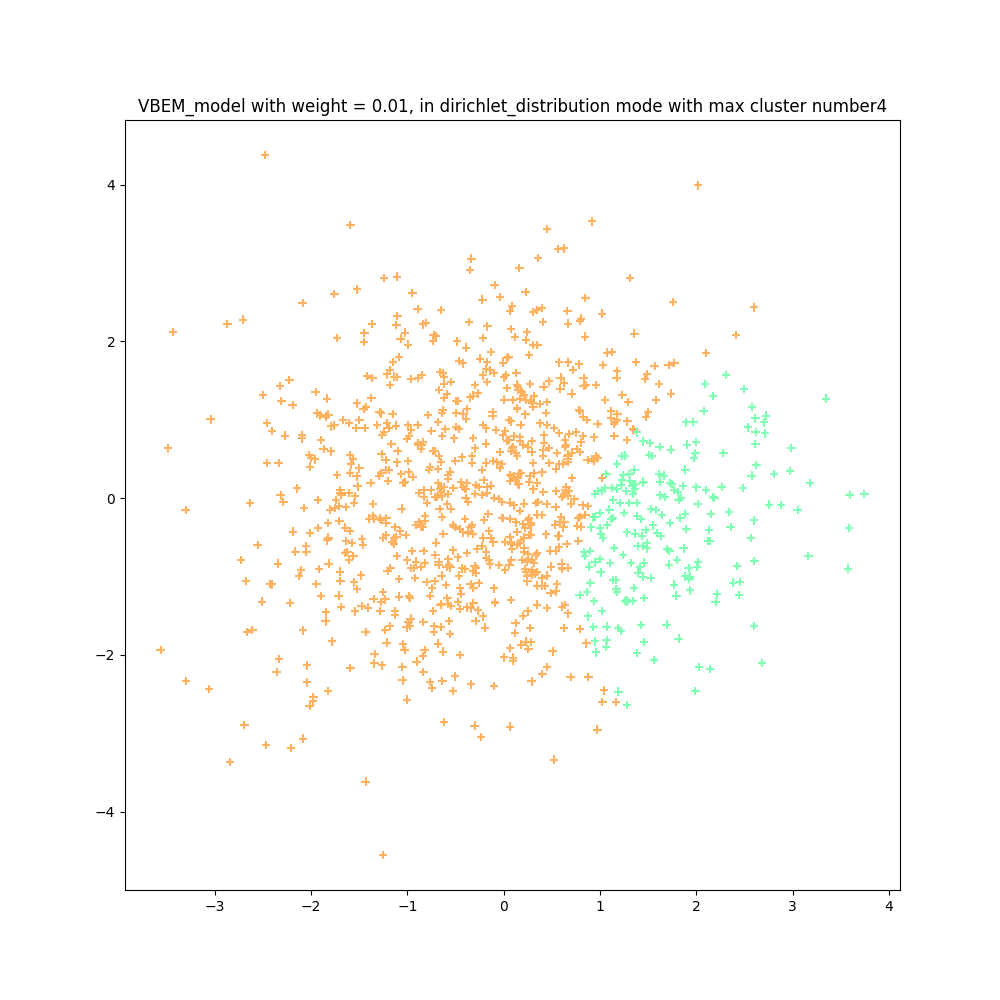 VBEM_model with weight = 0.01, in dirichlet_distribution mode with max cluster number4
4
2
0
−2
−4
−3 −2 −1 0 1 2 3 4